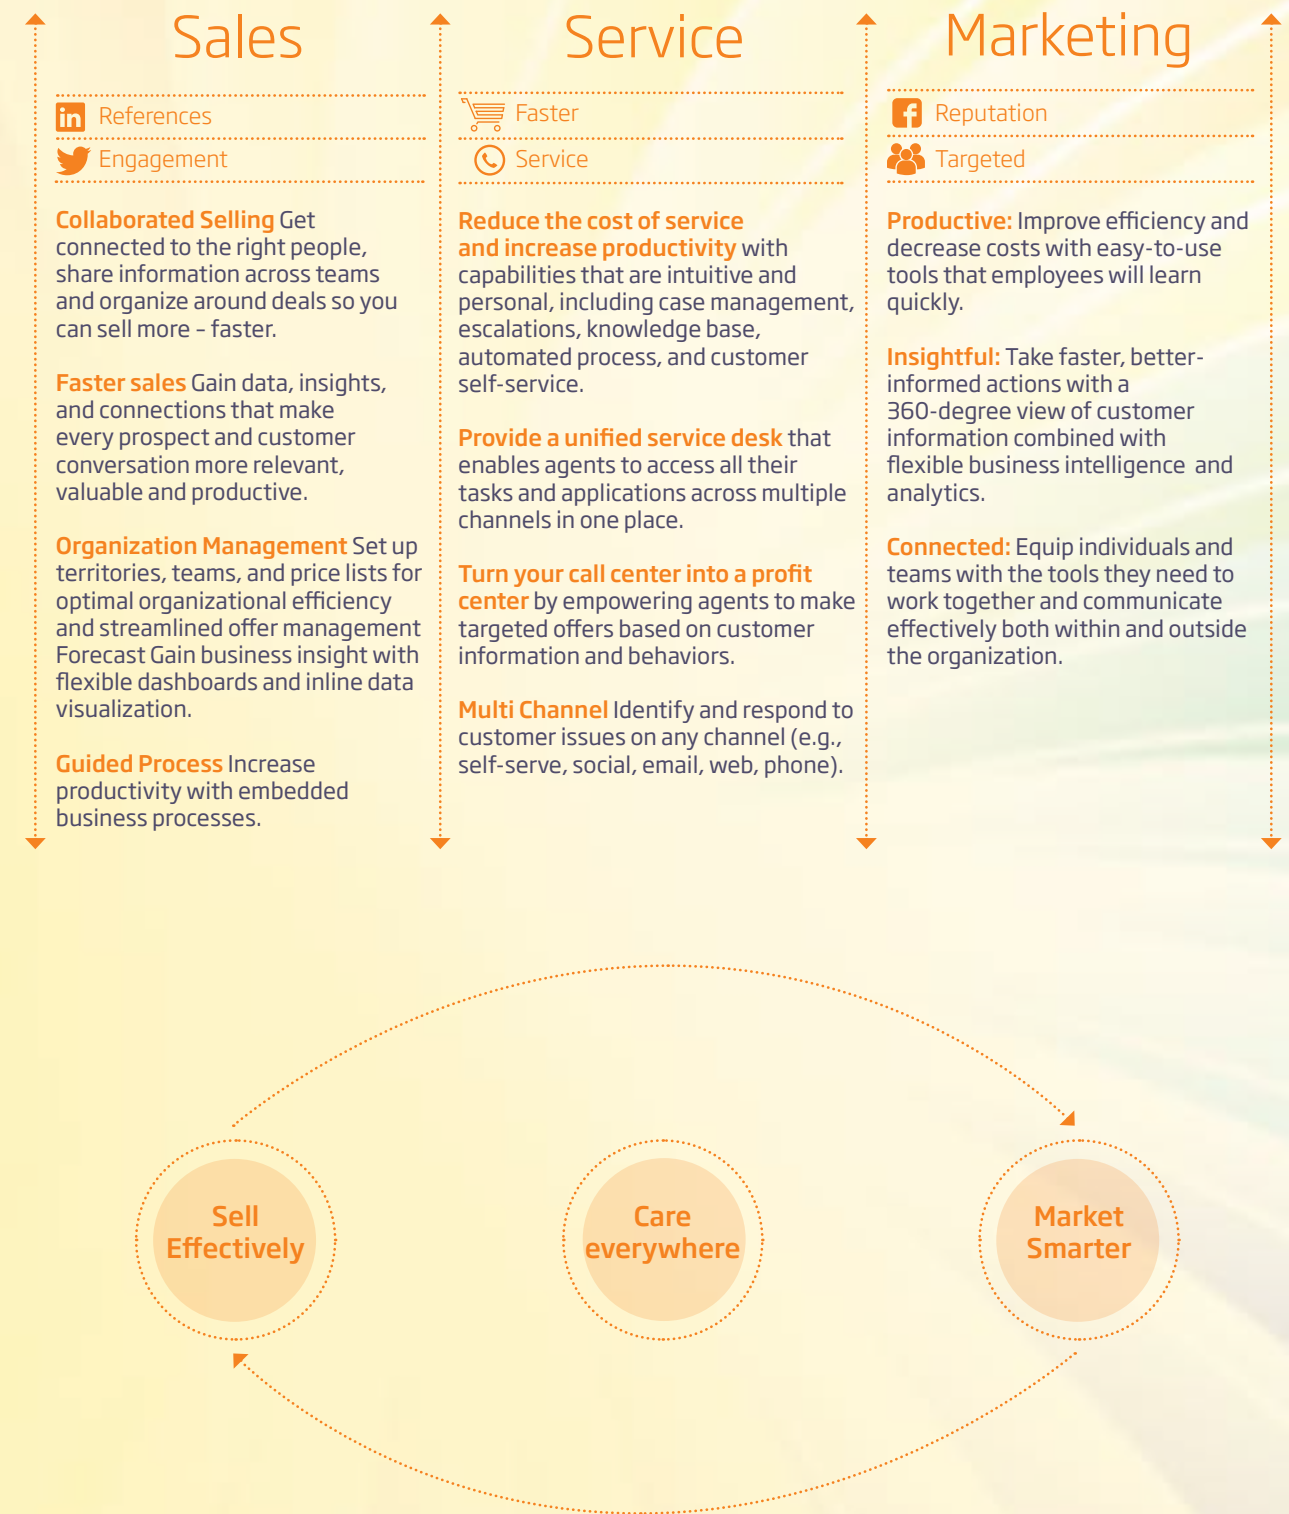 Sales
in References
Engagement
Collaborated Selling Get
connected to the right people,
share information across teams
and organize around deals so you
can sell more – faster.
Faster sales Gain data, insights,
and connections that make
every prospect and customer
conversation more relevant,
valuable and productive.
Organization Management Set up
territories, teams, and price lists for
optimal organizational efficiency
and streamlined offer management
Forecast Gain business insight with
flexible dashboards and inline data
visualization.
Guided Process Increase
productivity with embedded
business processes.
Service
Faster
Service
Reduce the cost of service
and increase productivity with
capabilities that are intuitive and
personal, including case management,
escalations, knowledge base,
automated process, and customer
self-service.
Provide a unified service desk that
enables agents to access all their
tasks and applications across multiple
channels in one place.
Turn your call center into a profit
center by empowering agents to make
targeted offers based on customer
information and behaviors.
Multi Channel Identify and respond to
customer issues on any channel (e.g.,
self-serve, social, email, web, phone).
Marketing
f Reputation
Targeted
Productive: Improve efficiency and
decrease costs with easy-to-use
tools that employees will learn
quickly.
Insightful: Take faster, better-
informed actions with a
360-degree view of customer
information combined with
flexible business intelligence and
analytics.
Connected: Equip individuals and
teams with the tools they need to
work together and communicate
effectively both within and outside
the organization.
Sell
Effectively
Care
everywhere
Market
Smarter